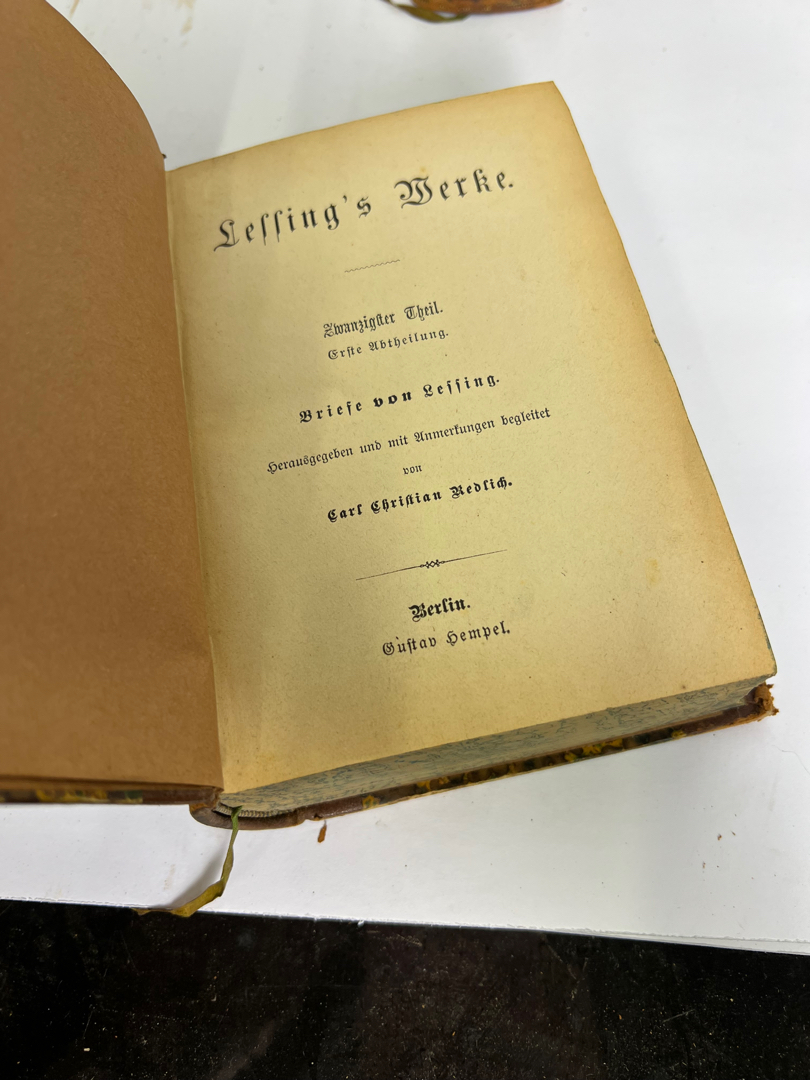 Leſſing's Werke.
Zwanzigſter Theil.
Erſte Abtheilung.
Briefe von Leſſing.
Herausgegeben und mit Anmerkungen begleitet
von
Carl Chriſtian Redlich.
Berlin.
Guſtav Hempel.